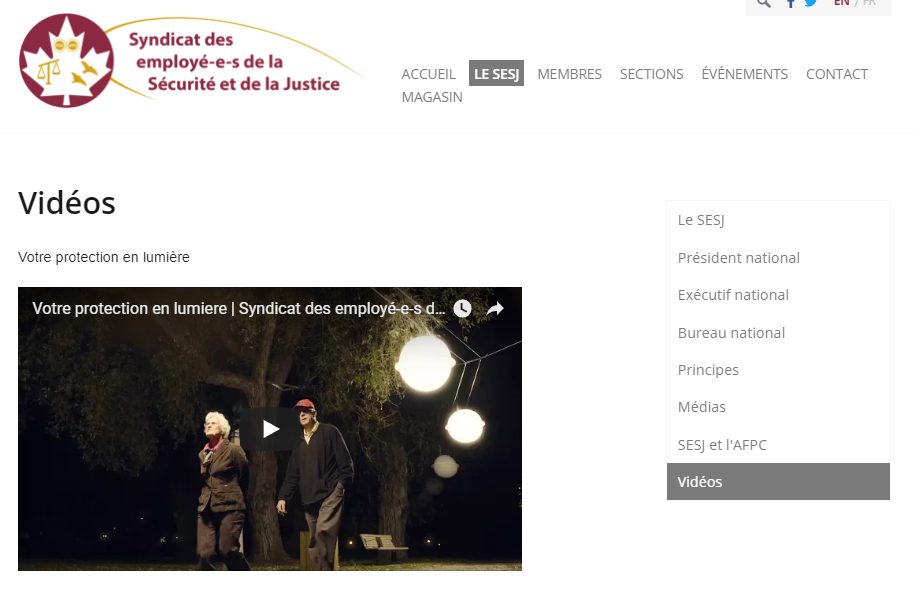 EN / FR
Syndicat des
employé-e-s de la
Sécurité et de la Justice
ACCUEIL LE SESJ MEMBRES SECTIONS ÉVÉNEMENTS CONTACT
MAGASIN
Vidéos
Votre protection en lumière
Votre protection en lumiere | Syndicat des employé-e-s d...
Le SESJ
Président national
Exécutif national
Bureau national
Principes
Médias
SESJ et l'AFPC
Vidéos